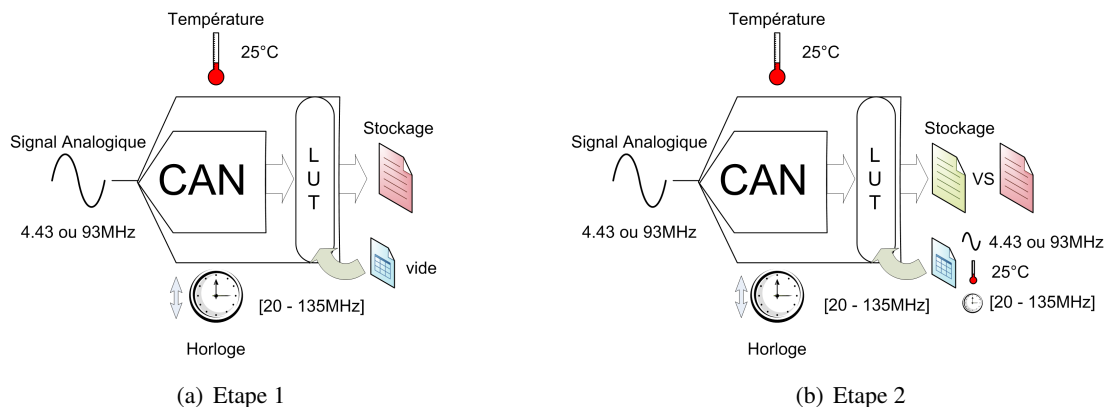 Température
25°C
Signal Analogique
Stockage
CAN
L
U
T
4.43 ou 93MHz
vide
[20 - 135MHz]
Horloge
(a) Etape 1
Température
25°C
Signal Analogique
Stockage
CAN
L
U
T
VS
4.43 ou 93MHz
4.43 ou 93MHz
25°C
[20 - 135MHz]
[20 - 135MHz]
Horloge
(b) Etape 2